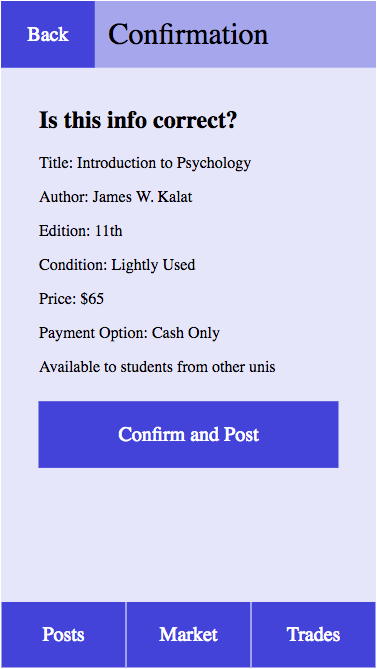 Back
Confirmation
Is this info correct?
Title: Introduction to Psychology
Author: James W. Kalat
Edition: 11th
Condition: Lightly Used
Price: $65
Payment Option: Cash Only
Available to students from other unis
Confirm and Post
Posts
Market
Trades